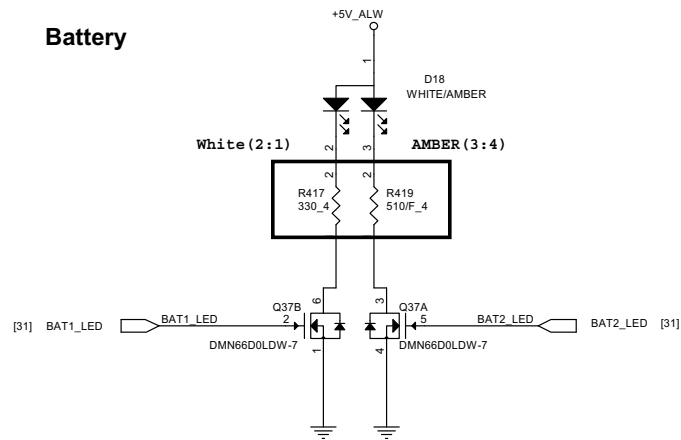 +5V_ALW
Battery
1
D18
WHITE/AMBER
White(2:1)
AMBER(3:4)
2
3
2
2
R417
330_4
R419
510/F_4
1
1
Q37B
6
3
Q37A
[31]
BAT1_LED
BAT1_LED
2
5
BAT2_LED
BAT2_LED
[31]
DMN66D0LDW-7
1
4
DMN66D0LDW-7